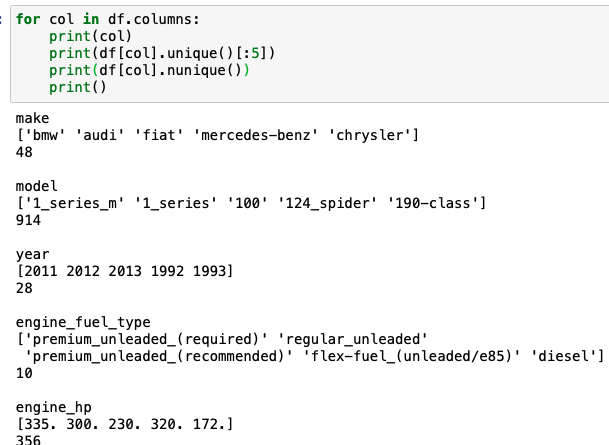 for col in df.columns:
    print(col)
    print(df[col].unique()[:5])
    print(df[col].nunique())
    print()
make
['bmw' 'audi' 'fiat' 'mercedes-benz' 'chrysler']
48
model
['1_series_m' '1_series' '100' '124_spider' '190-class']
914
year
[2011 2012 2013 1992 1993]
28
engine_fuel_type
['premium_unleaded_(required)' 'regular_unleaded'
 'premium_unleaded_(recommended)' 'flex-fuel_(unleaded/e85)' 'diesel']
10
engine_hp
[335. 300. 230. 320. 172.]
356